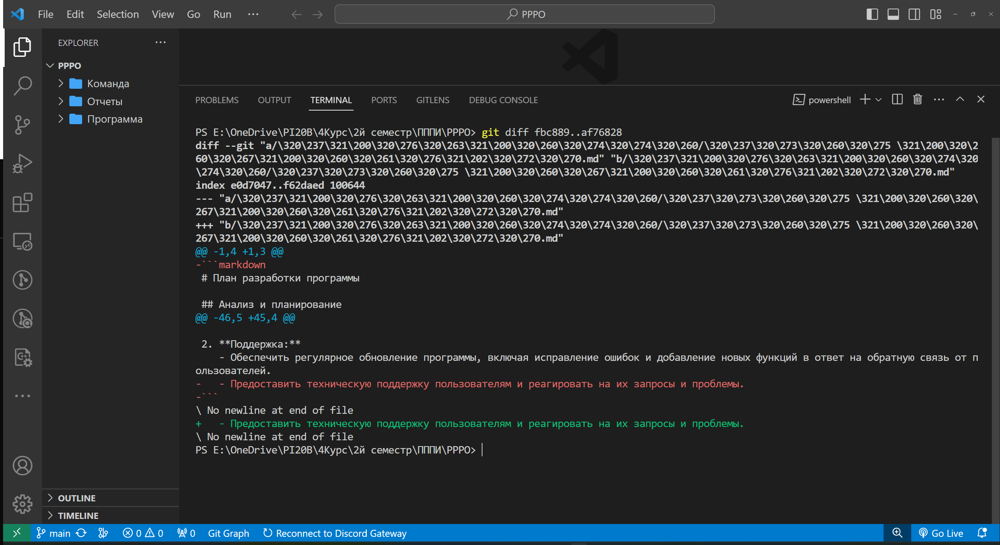 File Edit Selection View Go Run ··· PPPO
EXPLORER ···
PPPO
Команда
Отчеты
Программа
PROBLEMS OUTPUT TERMINAL PORTS GITLENS DEBUG CONSOLE powershell
PS E:\OneDrive\PI20B\4Курс\2й семестр\ПППИ\PPPO> git diff fbc889..af76828
diff --git "a/\320\237\321\200\320\276\320\263\321\200\320\260\320\274\320\274\320\260/\320\237\320\273\320\260\320\275 \321\200\320\2
60\320\267\321\200\320\260\320\261\320\276\321\202\320\272\320\270.md" "b/\320\237\321\200\320\276\320\263\321\200\320\260\320\274\320
\274\320\260/\320\237\320\273\320\260\320\275 \321\200\320\260\320\267\321\200\320\260\320\261\320\276\321\202\320\272\320\270.md"
index e0d7047..f62daed 100644
--- "a/\320\237\321\200\320\276\320\263\321\200\320\260\320\274\320\274\320\260/\320\237\320\273\320\260\320\275 \321\200\320\260\320\
267\321\200\320\260\320\261\320\276\321\202\320\272\320\270.md"
+++ "b/\320\237\321\200\320\276\320\263\321\200\320\260\320\274\320\274\320\260/\320\237\320\273\320\260\320\275 \321\200\320\260\320\
267\321\200\320\260\320\261\320\276\321\202\320\272\320\270.md"
@@ -1,4 +1,3 @@
-```markdown
 # План разработки программы
 ## Анализ и планирование
@@ -46,5 +45,4 @@
 2. **Поддержка:**
    - Обеспечить регулярное обновление программы, включая исправление ошибок и добавление новых функций в ответ на обратную связь от п
ользователей.
-   - Предоставить техническую поддержку пользователям и реагировать на их запросы и проблемы.
-```
\ No newline at end of file
+   - Предоставить техническую поддержку пользователям и реагировать на их запросы и проблемы.
\ No newline at end of file
PS E:\OneDrive\PI20B\4Курс\2й семестр\ПППИ\PPPO>
OUTLINE
TIMELINE
main 0 0 0 Git Graph Reconnect to Discord Gateway Go Live